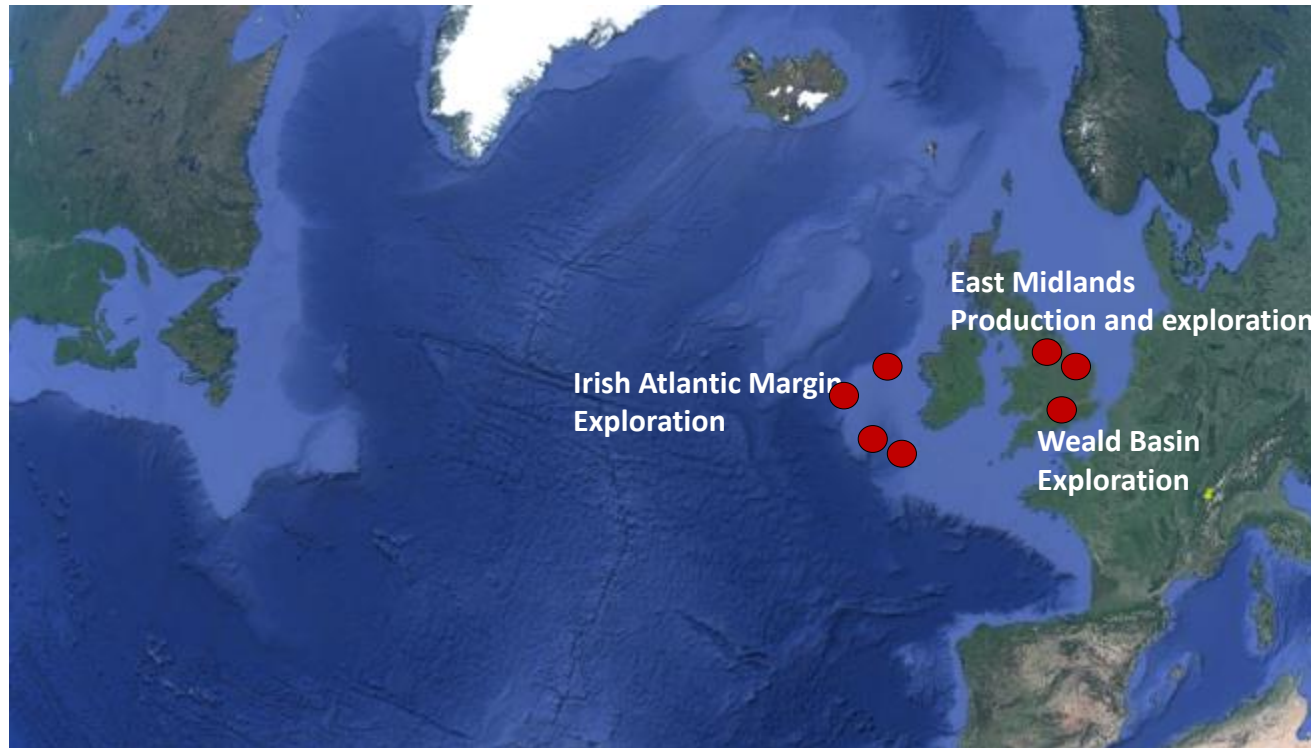 East Midlands
Production and exploration
Irish Atlantic Margin
Exploration
Weald Basin
Exploration